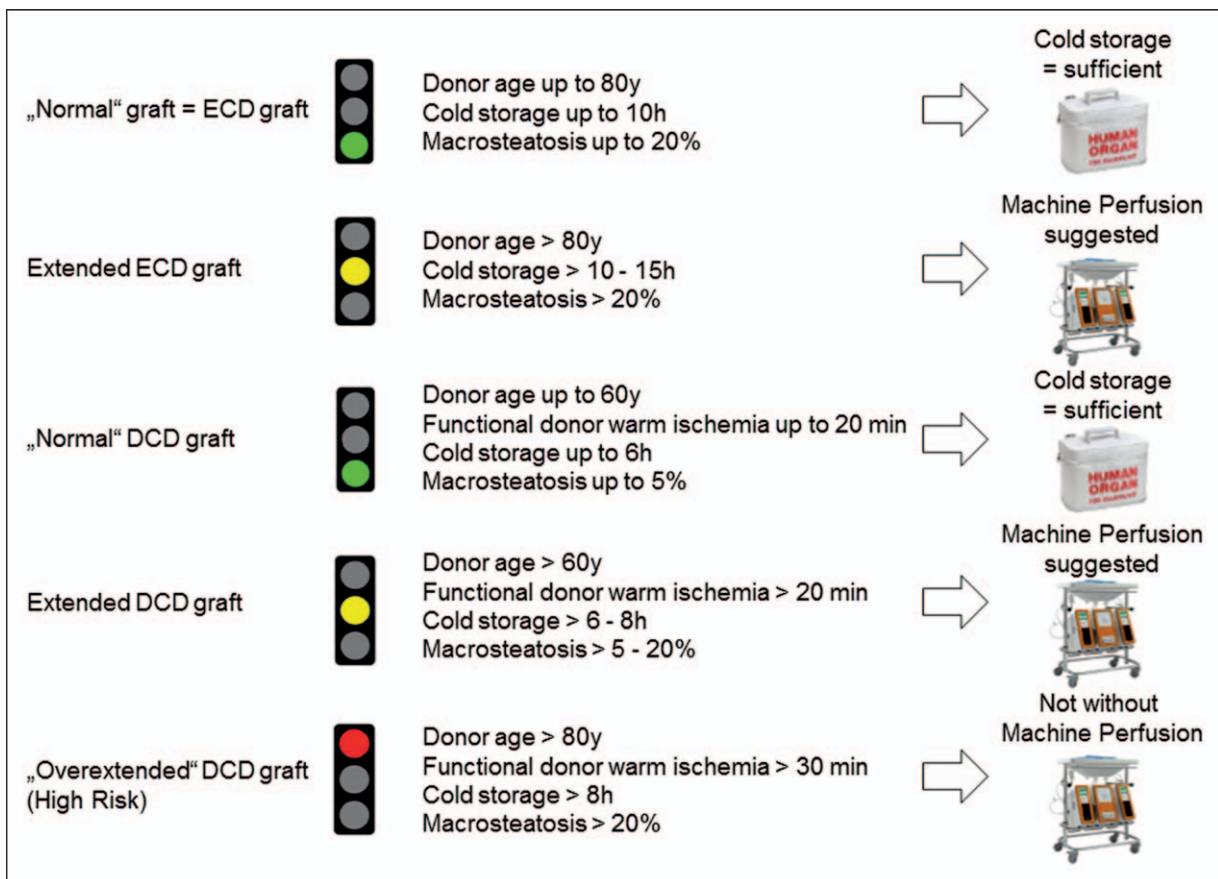 „Normal“ graft = ECD graft
Donor age up to 80y
Cold storage up to 10h
Macrosteatosis up to 20%
Cold storage
= sufficient
HUMAN
ORGAN
Extended ECD graft
Donor age > 80y
Cold storage > 10 - 15h
Macrosteatosis > 20%
Machine Perfusion
suggested
„Normal“ DCD graft
Donor age up to 60y
Functional donor warm ischemia up to 20 min
Cold storage up to 6h
Macrosteatosis up to 5%
Cold storage
= sufficient
HUMAN
ORGAN
Extended DCD graft
Donor age > 60y
Functional donor warm ischemia > 20 min
Cold storage > 6 - 8h
Macrosteatosis > 5 - 20%
Machine Perfusion
suggested
„Overextended“ DCD graft
(High Risk)
Donor age > 80y
Functional donor warm ischemia > 30 min
Cold storage > 8h
Macrosteatosis > 20%
Not without
Machine Perfusion